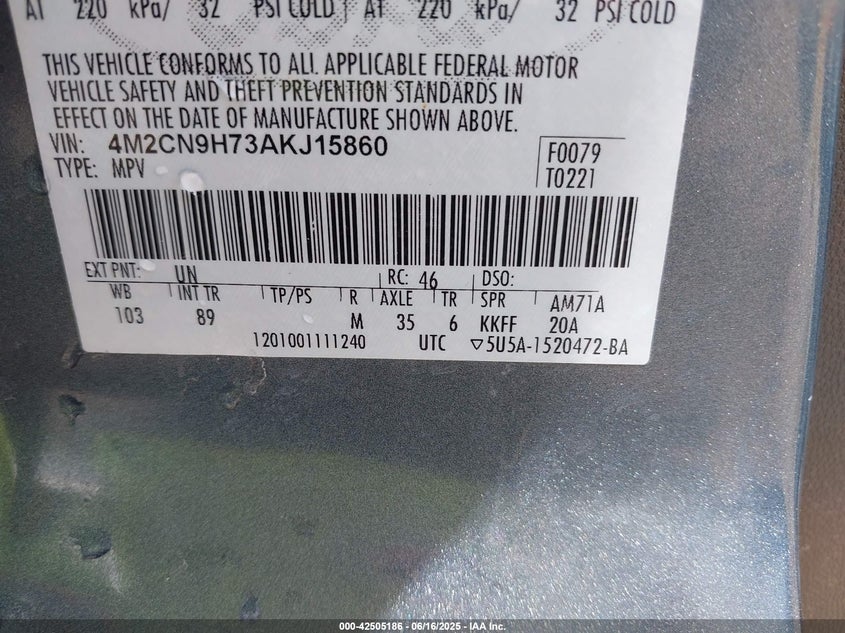 AT 220 kPa/ 32 PSI COLD | AT 220 kPa/ 32 PSI COLD
THIS VEHICLE CONFORMS TO ALL APPLICABLE FEDERAL MOTOR
VEHICLE SAFETY AND THEFT PREVENTION STANDARDS IN
EFFECT ON THE DATE OF MANUFACTURE SHOWN ABOVE.
VIN: 4M2CN9H73AKJ15860
TYPE: MPV
F0079
T0221
EXT PNT: UN | RC: 46 | DSO:
WB | INT TR | TP/PS | R | AXLE | TR | SPR AM71A
103 89 M 35 6 KKFF 20A
1201001111240 UTC ▽5U5A-1520472-BA
000-42505186 - 06/16/2025 - IAA Inc.